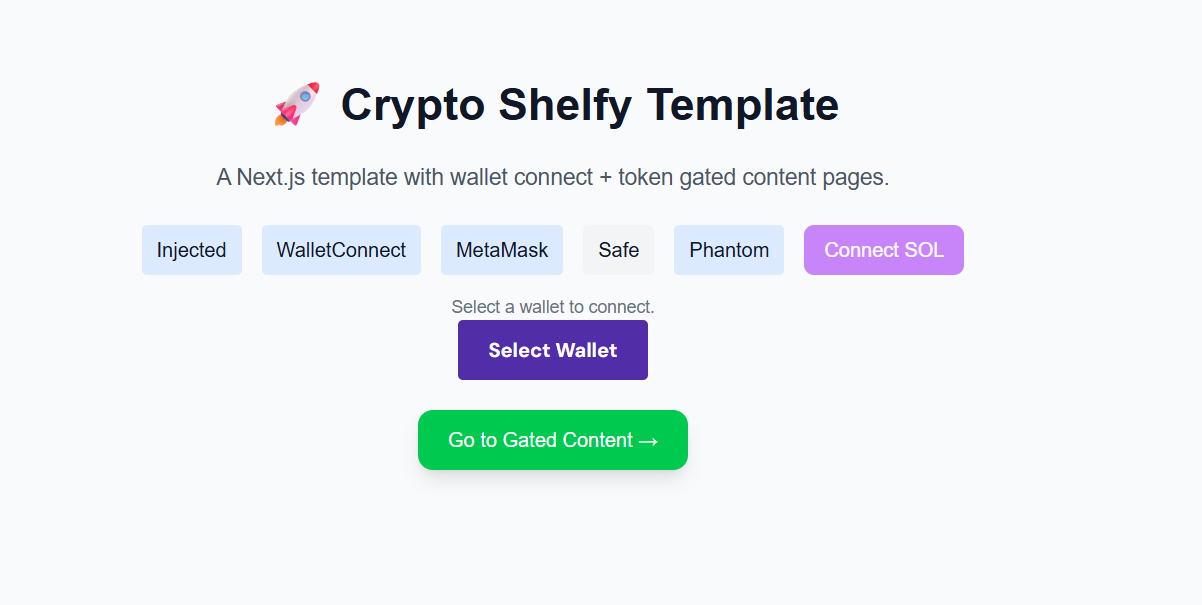 🚀 Crypto Shelfy Template
A Next.js template with wallet connect + token gated content pages.
Injected WalletConnect MetaMask Safe Phantom Connect SOL
Select a wallet to connect.
Select Wallet
Go to Gated Content →